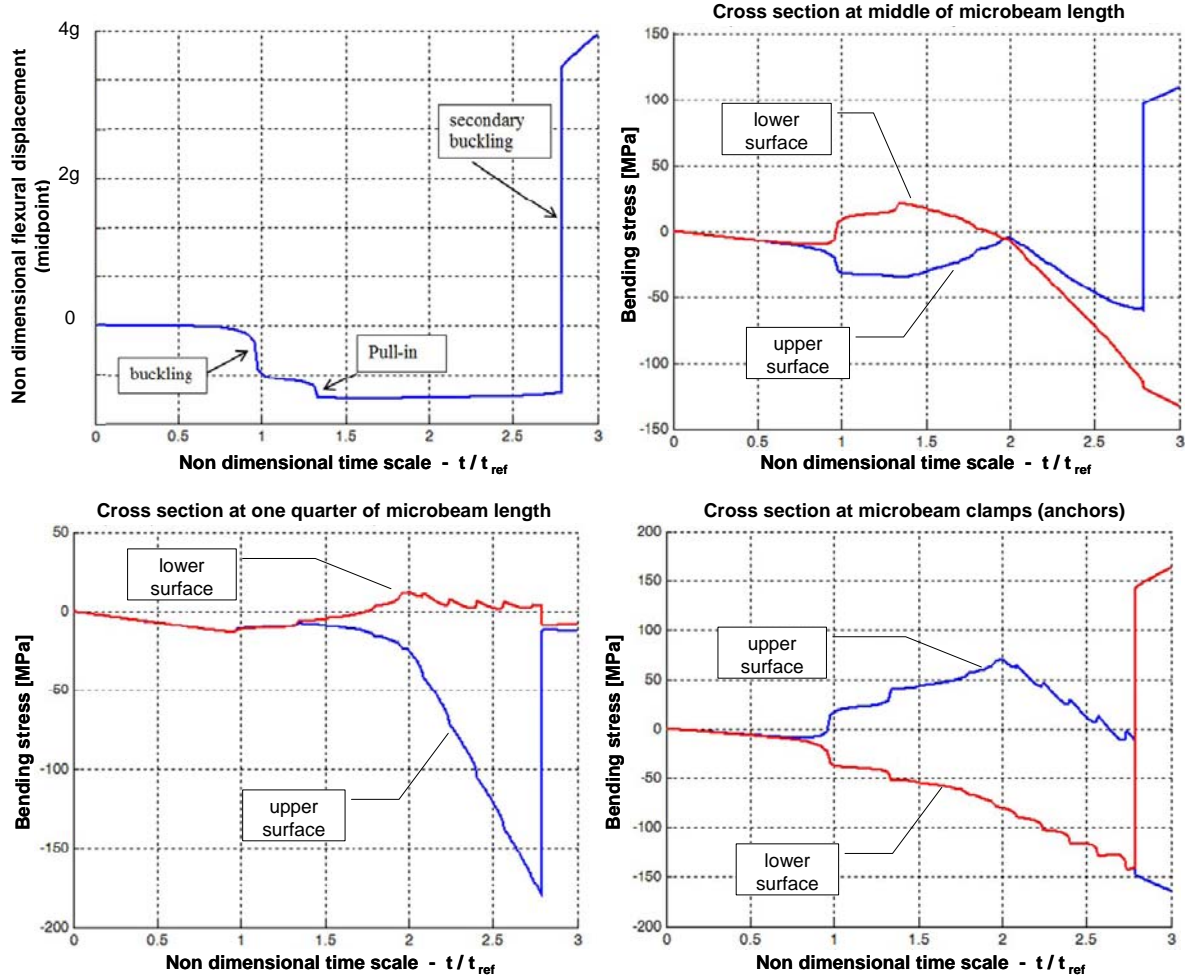 4g
2g
0
Non dimensional flexural displacement
(midpoint)
secondary
buckling
buckling
Pull-in
0 0.5 1 1.5 2 2.5 3
Non dimensional time scale - t / t ref
Cross section at middle of microbeam length
150
100
50
0
-50
-100
-150
Bending stress [MPa]
lower
surface
upper
surface
0 0.5 1 1.5 2 2.5 3
Non dimensional time scale - t / t ref
Cross section at one quarter of microbeam length
50
0
-50
-100
-150
-200
Bending stress [MPa]
lower
surface
upper
surface
0 0.5 1 1.5 2 2.5 3
Non dimensional time scale - t / t ref
Cross section at microbeam clamps (anchors)
200
150
100
50
0
-50
-100
-150
-200
Bending stress [MPa]
upper
surface
lower
surface
0 0.5 1 1.5 2 2.5 3
Non dimensional time scale - t / t ref